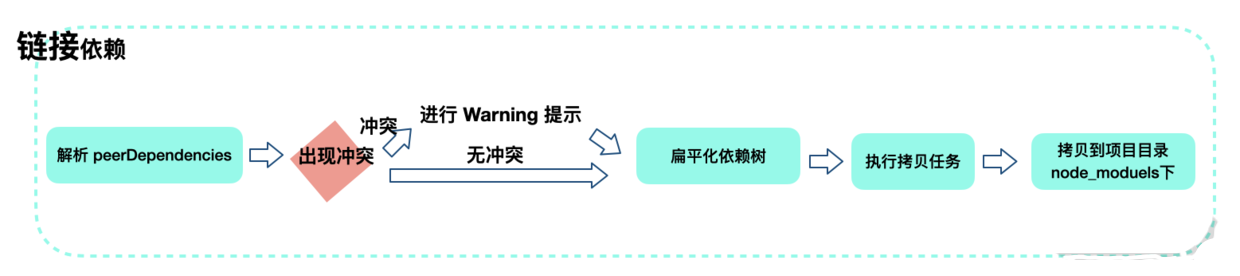 链接依赖
解析 peerDependencies
出现冲突
冲突
进行 Warning 提示
无冲突
扁平化依赖树
执行拷贝任务
拷贝到项目目录
node_moduels下